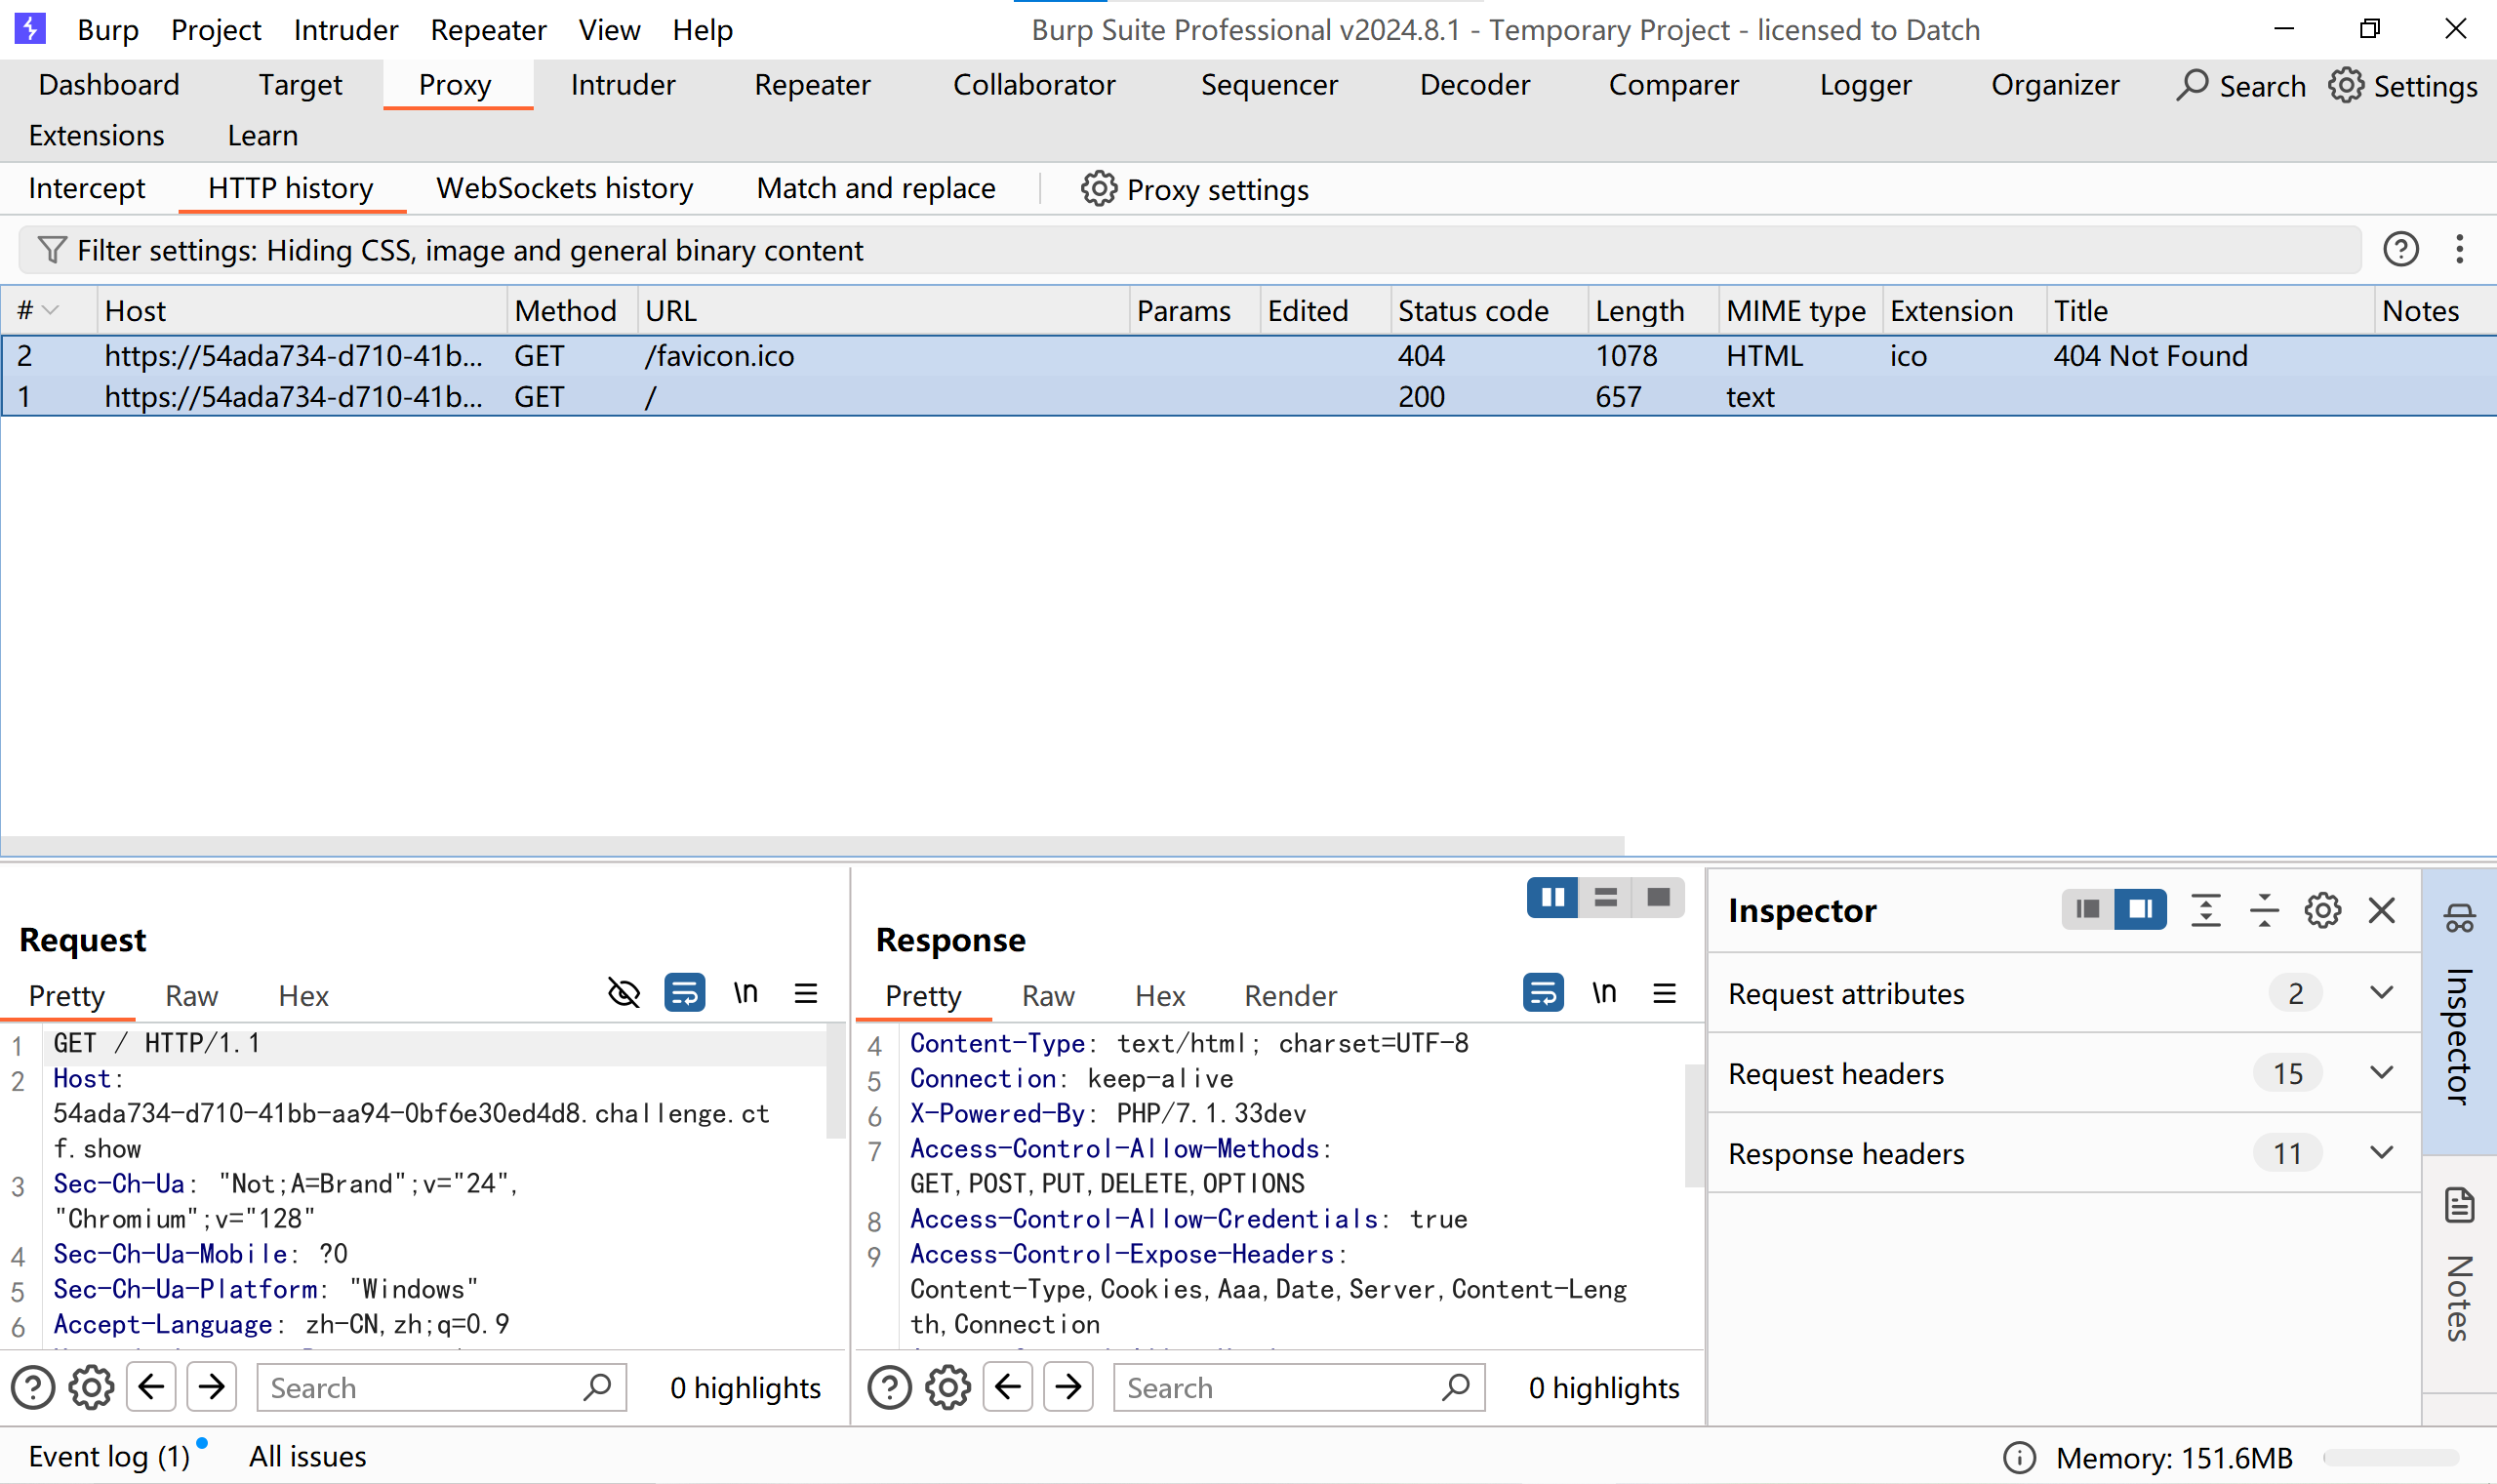 Burp Project Intruder Repeater View Help Burp Suite Professional v2024.8.1 - Temporary Project - licensed to Datch
Dashboard Target Proxy Intruder Repeater Collaborator Sequencer Decoder Comparer Logger Organizer Search Settings
Extensions Learn
Intercept HTTP history WebSockets history Match and replace Proxy settings
Filter settings: Hiding CSS, image and general binary content
# Host Method URL Params Edited Status code Length MIME type Extension Title Notes
2 https://54ada734-d710-41b... GET /favicon.ico 404 1078 HTML ico 404 Not Found
1 https://54ada734-d710-41b... GET / 200 657 text
Request
Pretty Raw Hex \n
1 GET / HTTP/1.1
2 Host:
54ada734-d710-41bb-aa94-0bf6e30ed4d8.challenge.ct
f.show
3 Sec-Ch-Ua: "Not;A=Brand";v="24",
"Chromium";v="128"
4 Sec-Ch-Ua-Mobile: ?0
5 Sec-Ch-Ua-Platform: "Windows"
6 Accept-Language: zh-CN,zh;q=0.9
Search 0 highlights
Response
Pretty Raw Hex Render \n
4 Content-Type: text/html; charset=UTF-8
5 Connection: keep-alive
6 X-Powered-By: PHP/7.1.33dev
7 Access-Control-Allow-Methods:
GET,POST,PUT,DELETE,OPTIONS
8 Access-Control-Allow-Credentials: true
9 Access-Control-Expose-Headers:
Content-Type,Cookies,Aaa,Date,Server,Content-Leng
th,Connection
Search 0 highlights
Inspector
Request attributes 2
Request headers 15
Response headers 11
Inspector
Notes
Event log (1) All issues Memory: 151.6MB